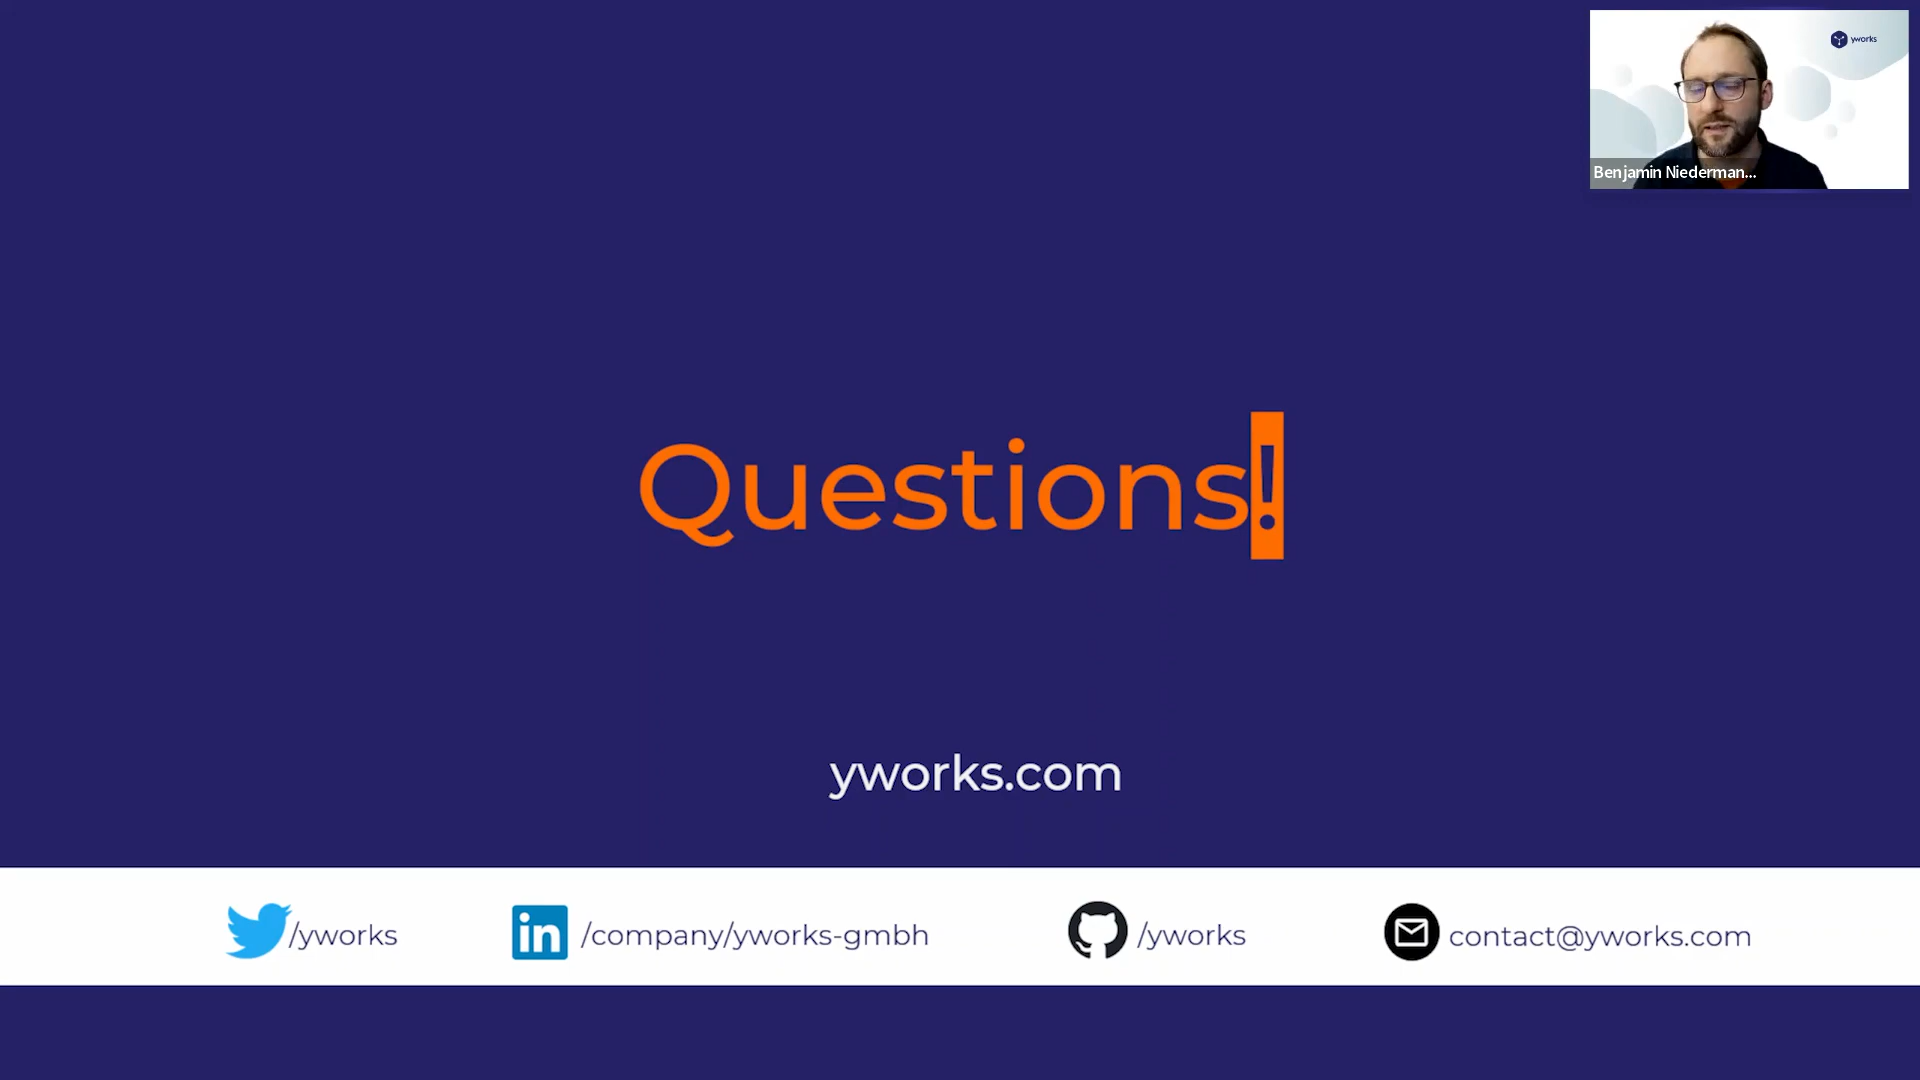 yworks
Benjamin Niederman...
Questions!
yworks.com
/yworks
/company/yworks-gmbh
/yworks
contact@yworks.com